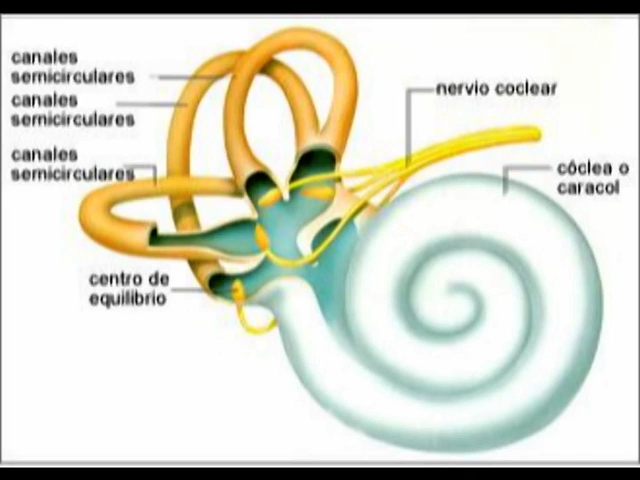 canales
semicirculares
canales
semicirculares
canales
semicirculares
centro de
equilibrio
nervio coclear
cóclea o
caracol